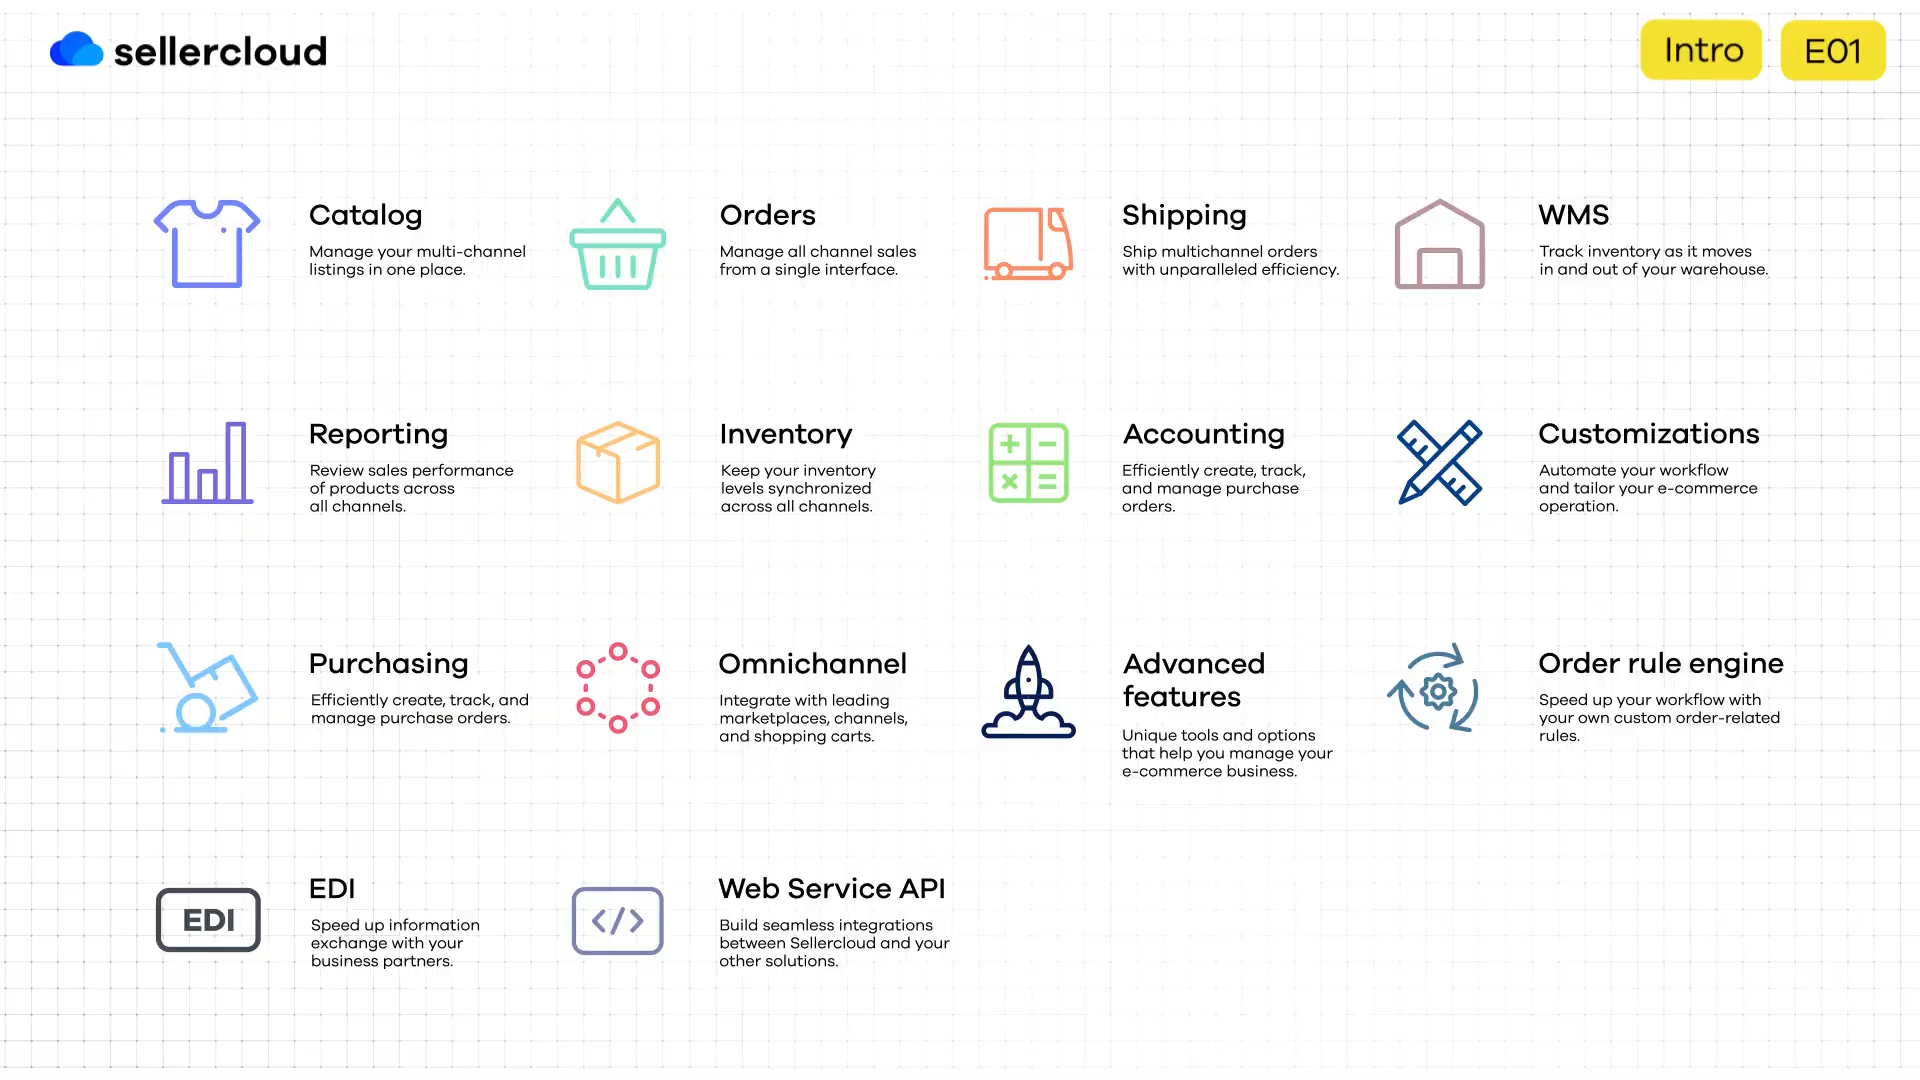 sellercloud
Intro
E01
Catalog
Manage your multi-channel
listings in one place.
Orders
Manage all channel sales
from a single interface.
Shipping
Ship multichannel orders
with unparalleled efficiency.
WMS
Track inventory as it moves
in and out of your warehouse.
Reporting
Review sales performance
of products across
all channels.
Inventory
Keep your inventory
levels synchronized
across all channels.
Accounting
Efficiently create, track,
and manage purchase
orders.
Customizations
Automate your workflow
and tailor your e-commerce
operation.
Purchasing
Efficiently create, track, and
manage purchase orders.
Omnichannel
Integrate with leading
marketplaces, channels,
and shopping carts.
Advanced
features
Unique tools and options
that help you manage your
e-commerce business.
Order rule engine
Speed up your workflow with
your own custom order-related
rules.
EDI
EDI
Speed up information
exchange with your
business partners.
</>
Web Service API
Build seamless integrations
between Sellercloud and your
other solutions.